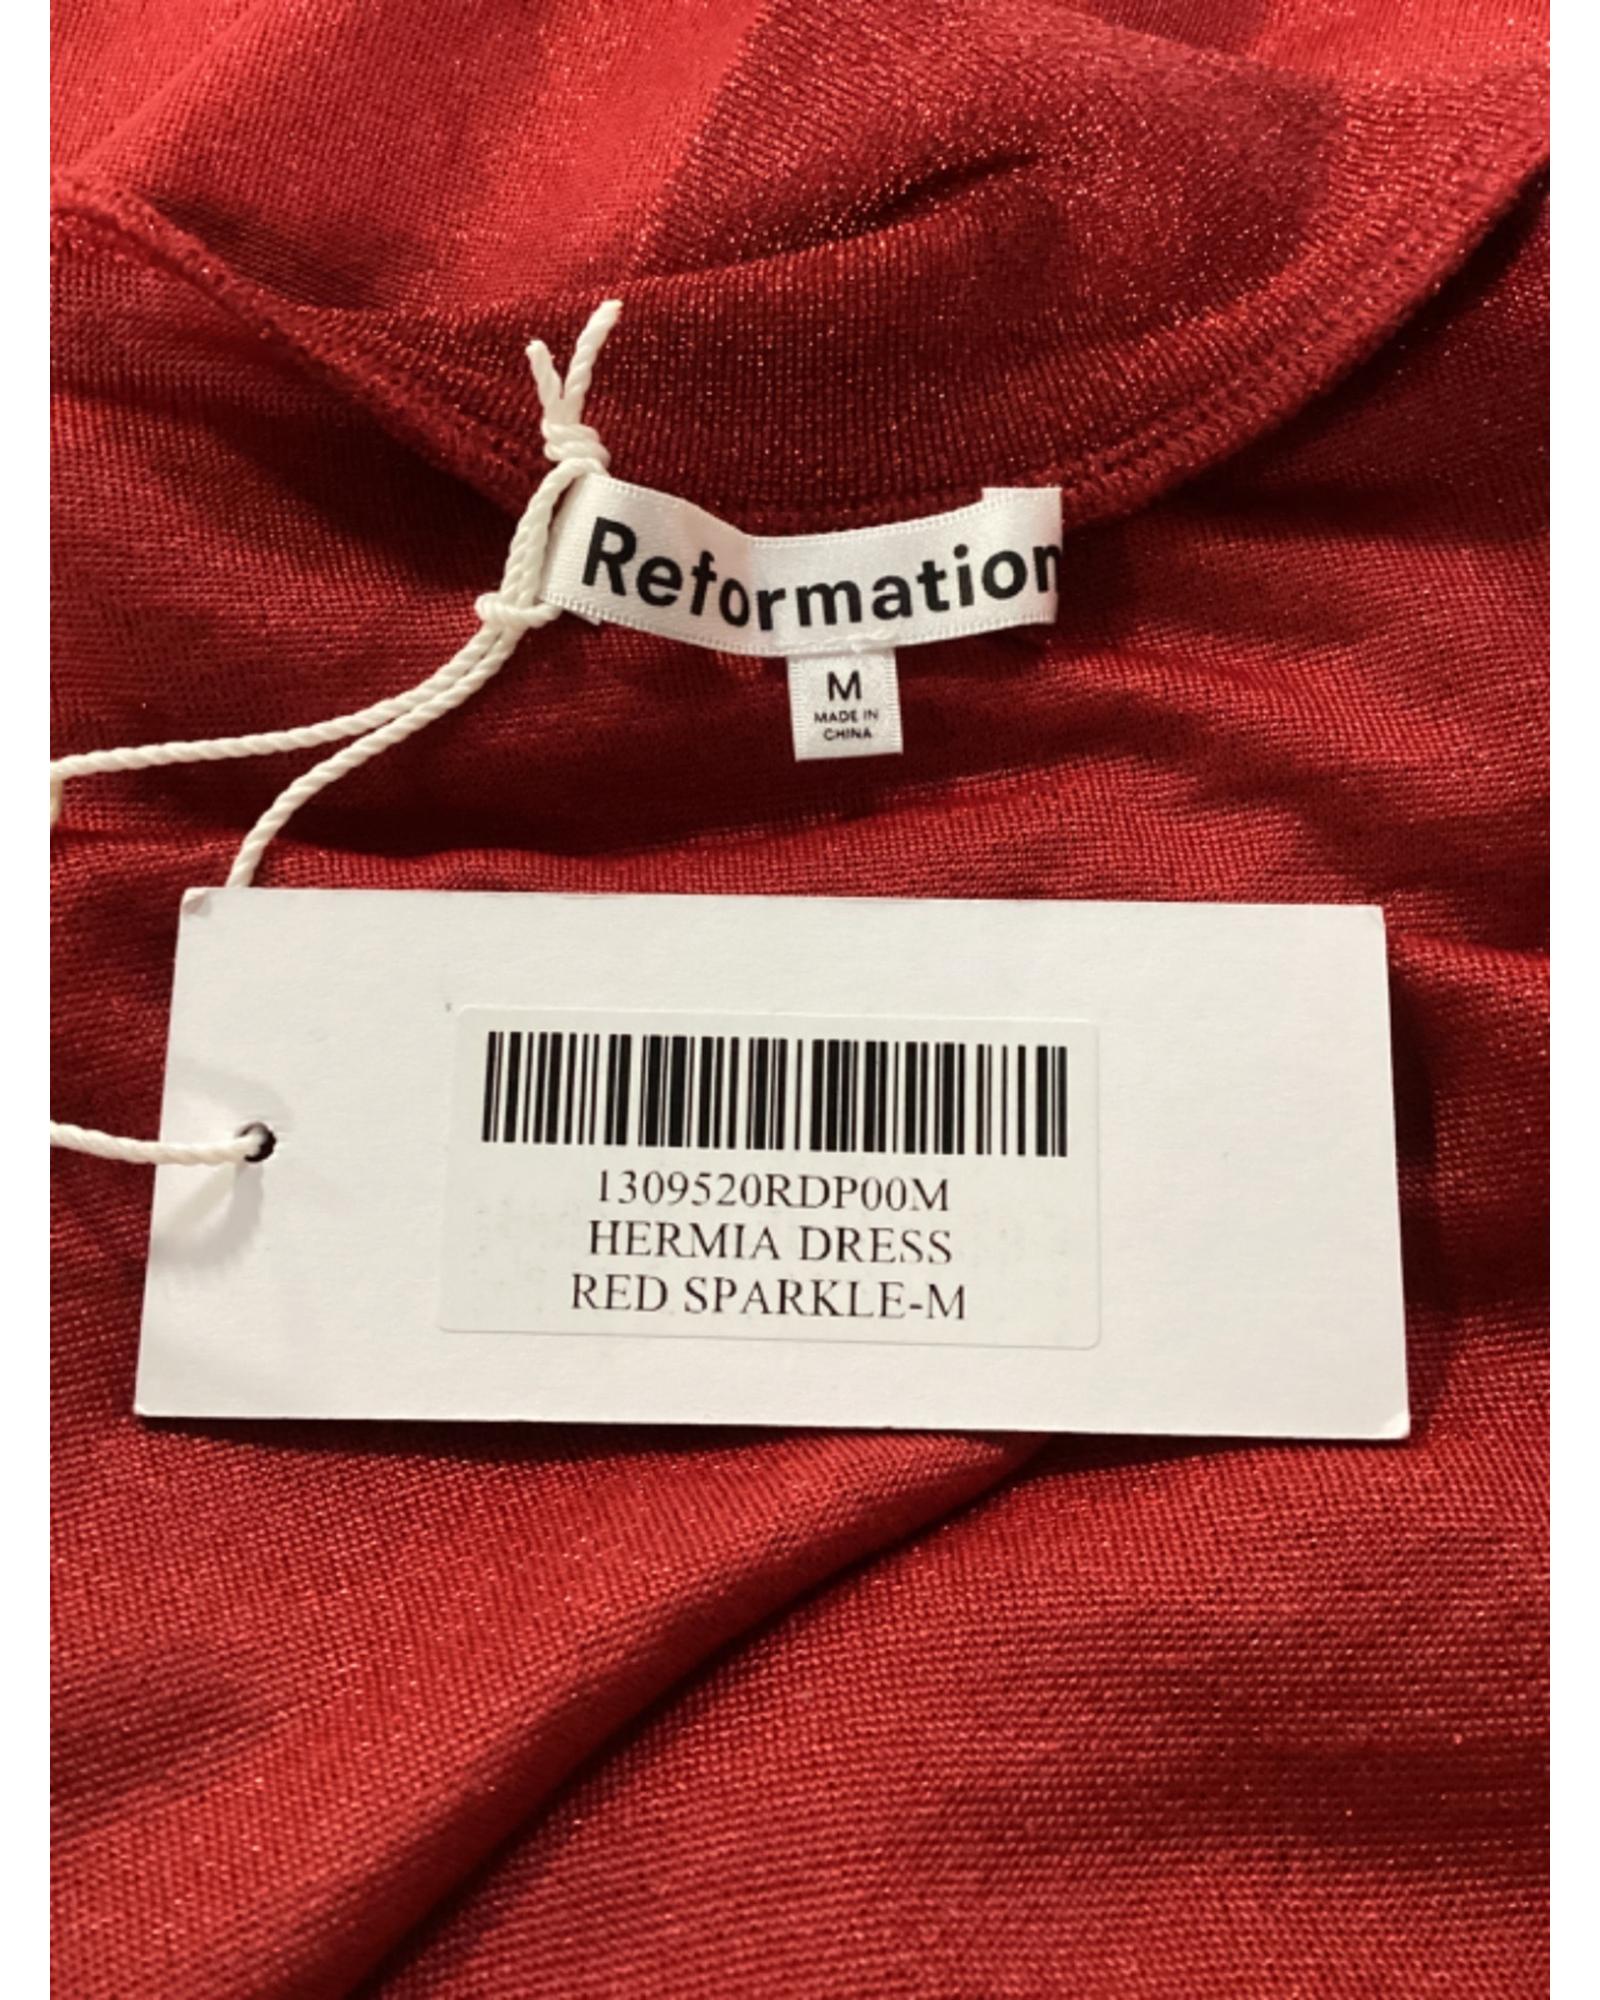 Reformation
M
MADE IN
CHINA
1309520RDP00M
HERMIA DRESS
RED SPARKLE-M